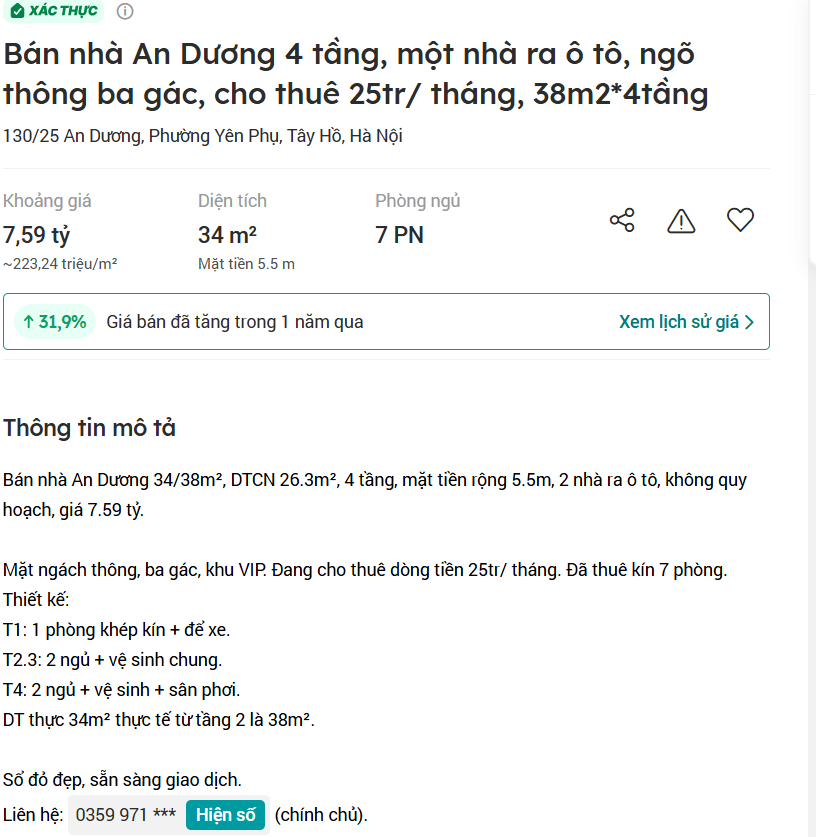 XÁC THỰC
Bán nhà An Dương 4 tầng, một nhà ra ô tô, ngõ
thông ba gác, cho thuê 25tr/ tháng, 38m2*4tầng
130/25 An Dương, Phường Yên Phụ, Tây Hồ, Hà Nội
Khoảng giá Diện tích Phòng ngủ
7,59 tỷ 34 m² 7 PN
~223,24 triệu/m² Mặt tiền 5.5 m
31,9% Giá bán đã tăng trong 1 năm qua Xem lịch sử giá
Thông tin mô tả
Bán nhà An Dương 34/38m², DTCN 26.3m², 4 tầng, mặt tiền rộng 5.5m, 2 nhà ra ô tô, không quy
hoạch, giá 7.59 tỷ.
Mặt ngách thông, ba gác, khu VIP. Đang cho thuê dòng tiền 25tr/ tháng. Đã thuê kín 7 phòng.
Thiết kế:
T1: 1 phòng khép kín + để xe.
T2.3: 2 ngủ + vệ sinh chung.
T4: 2 ngủ + vệ sinh + sân phơi.
DT thực 34m² thực tế từ tầng 2 là 38m².
Sổ đỏ đẹp, sẵn sàng giao dịch.
Liên hệ: 0359 971 *** Hiện số (chính chủ).